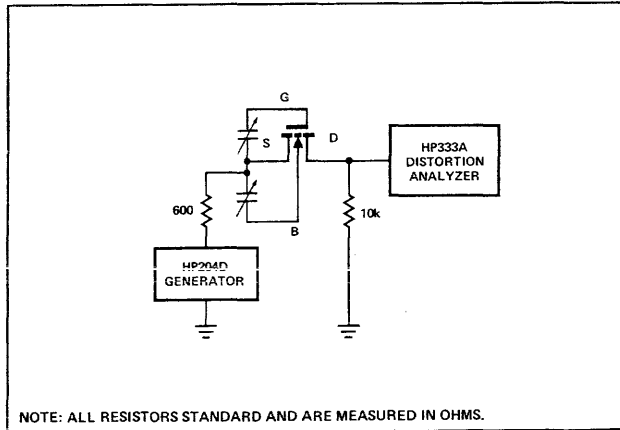 G
S
D
HP333A
DISTORTION
ANALYZER
600
10k
B
HP204D
GENERATOR
NOTE: ALL RESISTORS STANDARD AND ARE MEASURED IN OHMS.